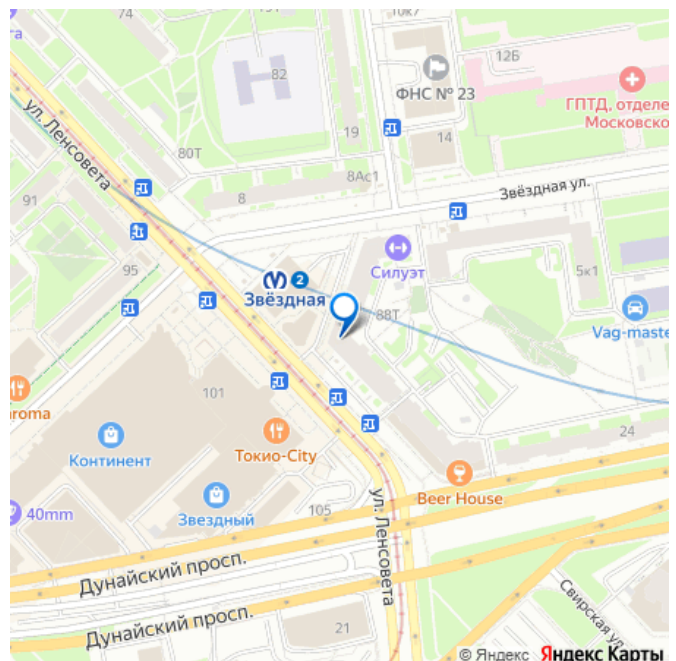 74
10к7
12Б
82
ФНС № 23
ГПТД, отделе
Московско
ул. Ленсовета
19
14
80Т
8Ас1
8
Звёздная ул.
91
Силуэт
95
5к1
2
Звёздная
88Т
Vag-maste
101
aroma
Континент
Токио-City
24
Beer House
40mm
Звездный
105
ул. Ленсовета
Дунайский просп.
Дунайский просп.
21
Свирская ул.
© Яндекс Яндекс Карты